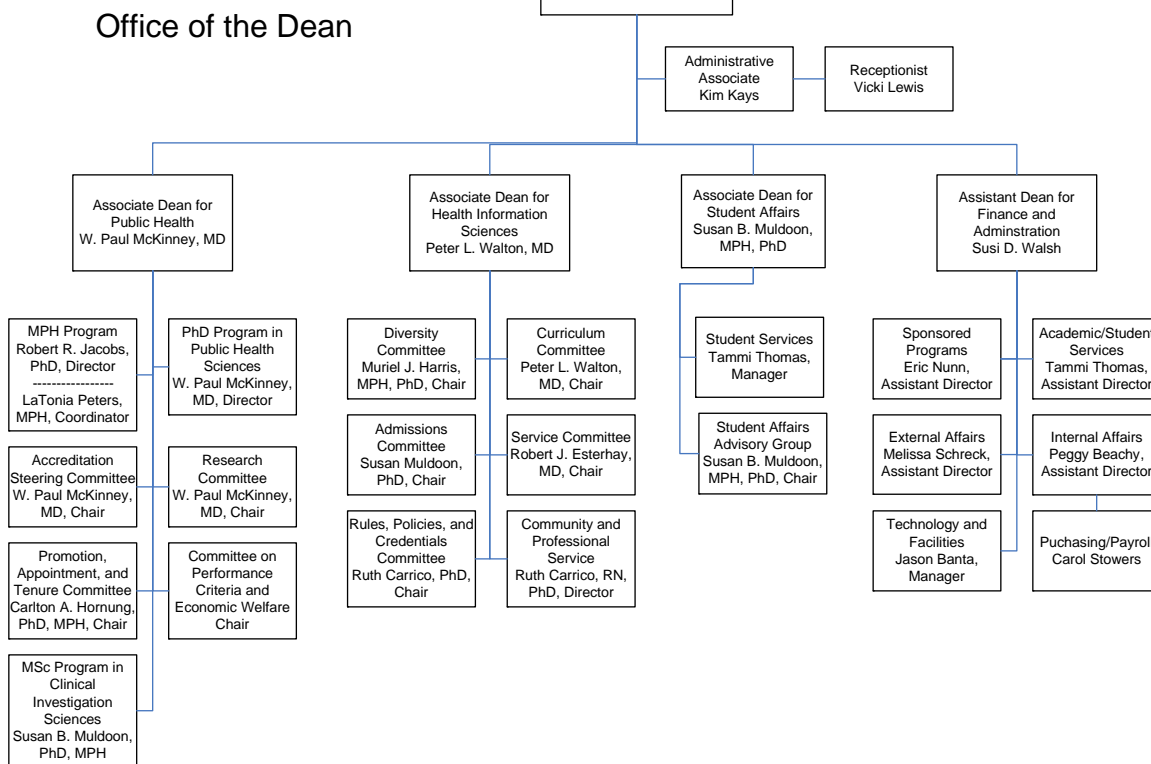 Office of the Dean
Administrative
Associate
Kim Kays
Receptionist
Vicki Lewis
Associate Dean for
Public Health
W. Paul McKinney, MD
Associate Dean for
Health Information
Sciences
Peter L. Walton, MD
Associate Dean for
Student Affairs
Susan B. Muldoon,
MPH, PhD
Assistant Dean for
Finance and
Adminstration
Susi D. Walsh
MPH Program
Robert R. Jacobs,
PhD, Director
-----------------
LaTonia Peters,
MPH, Coordinator
PhD Program in
Public Health
Sciences
W. Paul McKinney,
MD, Director
Accreditation
Steering Committee
W. Paul McKinney,
MD, Chair
Research
Committee
W. Paul McKinney,
MD, Chair
Promotion,
Appointment, and
Tenure Committee
Carlton A. Hornung,
PhD, MPH, Chair
Committee on
Performance
Criteria and
Economic Welfare
Chair
MSc Program in
Clinical
Investigation
Sciences
Susan B. Muldoon,
PhD, MPH
Diversity
Committee
Muriel J. Harris,
MPH, PhD, Chair
Curriculum
Committee
Peter L. Walton,
MD, Chair
Admissions
Committee
Susan Muldoon,
PhD, Chair
Service Committee
Robert J. Esterhay,
MD, Chair
Rules, Policies, and
Credentials
Committee
Ruth Carrico, PhD,
Chair
Community and
Professional
Service
Ruth Carrico, RN,
PhD, Director
Student Services
Tammi Thomas,
Manager
Student Affairs
Advisory Group
Susan B. Muldoon,
MPH, PhD, Chair
Sponsored
Programs
Eric Nunn,
Assistant Director
Academic/Student
Services
Tammi Thomas,
Assistant Director
External Affairs
Melissa Schreck,
Assistant Director
Internal Affairs
Peggy Beachy,
Assistant Director
Technology and
Facilities
Jason Banta,
Manager
Puchasing/Payroll
Carol Stowers